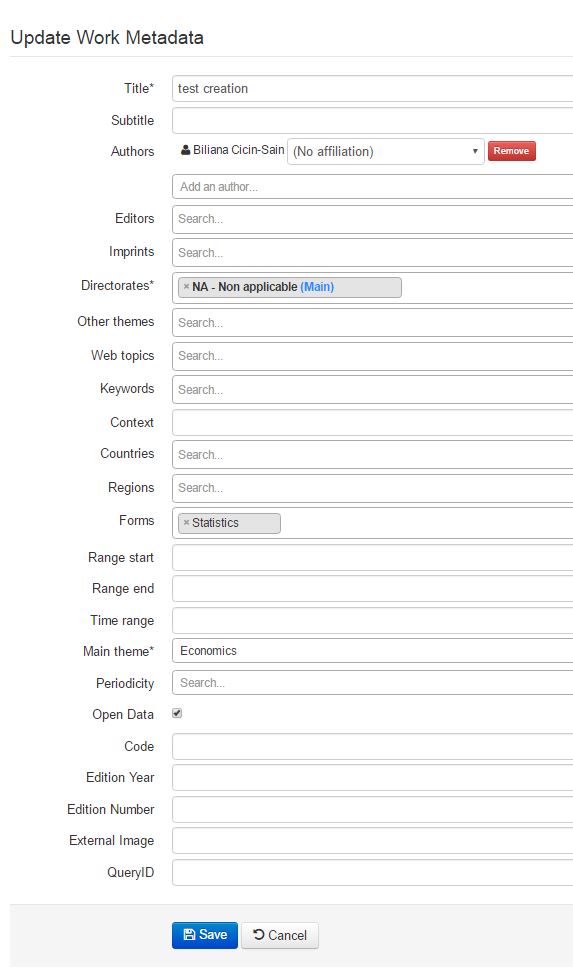 Update Work Metadata
Title* test creation
Subtitle
Authors Biliana Cicin-Sain (No affiliation) Remove
Add an author...
Editors Search...
Imprints Search...
Directorates* × NA - Non applicable (Main)
Other themes Search...
Web topics Search...
Keywords Search...
Context
Countries Search...
Regions Search...
Forms × Statistics
Range start
Range end
Time range
Main theme* Economics
Periodicity Search...
Open Data
Code
Edition Year
Edition Number
External Image
QueryID
Save Cancel